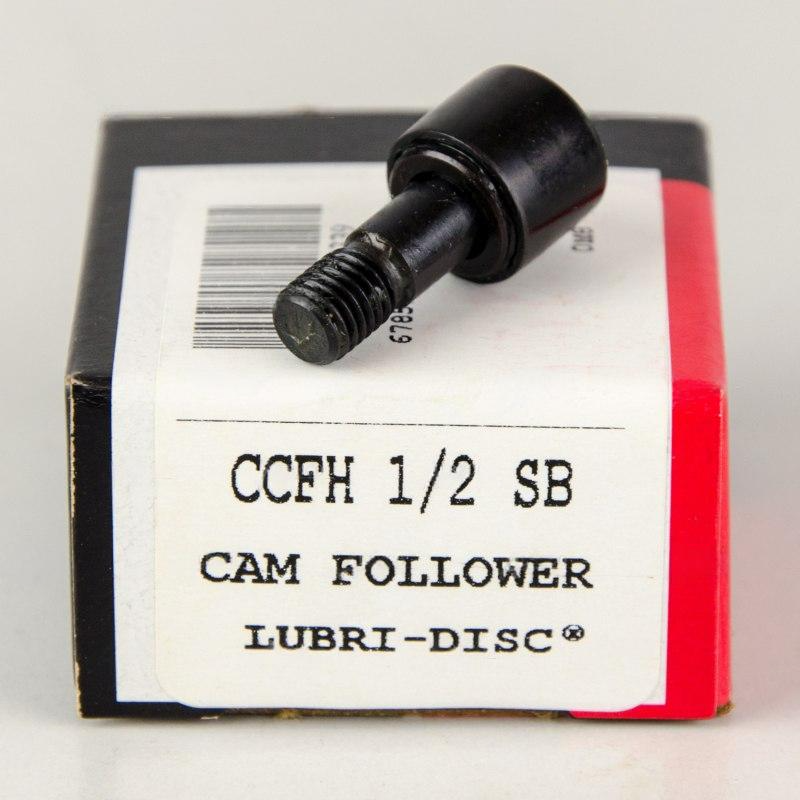 CCFH 1/2 SB
CAM FOLLOWER
LUBRI-DISC®